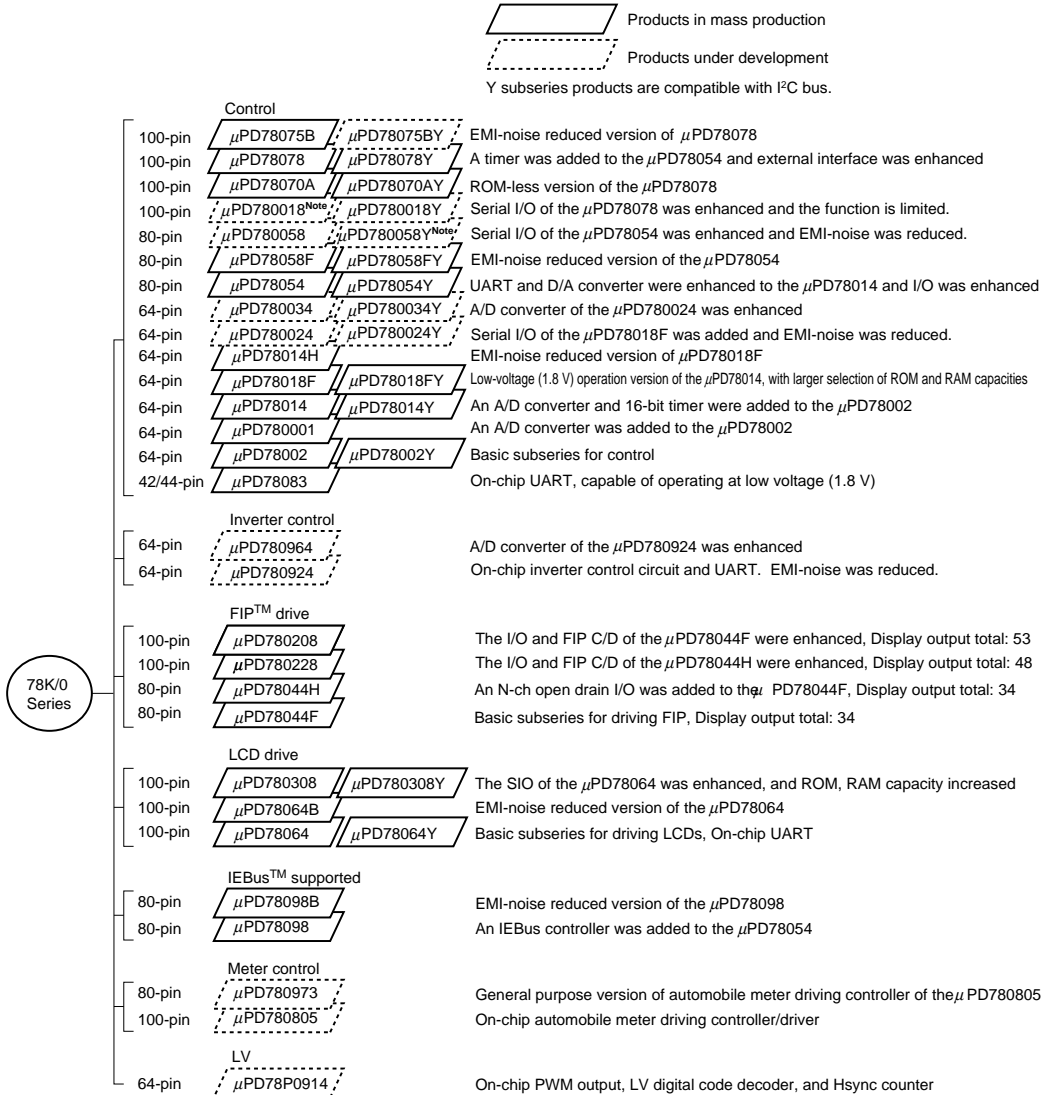 Products in mass production
Products under development
Y subseries products are compatible with I²C bus.
Control
100-pin μPD78075B μPD78075BY EMI-noise reduced version of μPD78078
100-pin μPD78078 μPD78078Y A timer was added to the μPD78054 and external interface was enhanced
100-pin μPD78070A μPD78070AY ROM-less version of the μPD78078
100-pin μPD780018Note μPD780018Y Serial I/O of the μPD78078 was enhanced and the function is limited.
80-pin μPD780058 μPD780058YNote Serial I/O of the μPD78054 was enhanced and EMI-noise was reduced.
80-pin μPD78058F μPD78058FY EMI-noise reduced version of the μPD78054
80-pin μPD78054 μPD78054Y UART and D/A converter were enhanced to the μPD78014 and I/O was enhanced
64-pin μPD780034 μPD780034Y A/D converter of the μPD780024 was enhanced
64-pin μPD780024 μPD780024Y Serial I/O of the μPD78018F was added and EMI-noise was reduced.
64-pin μPD78014H EMI-noise reduced version of μPD78018F
64-pin μPD78018F μPD78018FY Low-voltage (1.8 V) operation version of the μPD78014, with larger selection of ROM and RAM capacities
64-pin μPD78014 μPD78014Y An A/D converter and 16-bit timer were added to the μPD78002
64-pin μPD780001 An A/D converter was added to the μPD78002
64-pin μPD78002 μPD78002Y Basic subseries for control
42/44-pin μPD78083 On-chip UART, capable of operating at low voltage (1.8 V)
Inverter control
64-pin μPD780964 A/D converter of the μPD780924 was enhanced
64-pin μPD780924 On-chip inverter control circuit and UART. EMI-noise was reduced.
FIP™ drive
100-pin μPD780208 The I/O and FIP C/D of the μPD78044F were enhanced, Display output total: 53
100-pin μPD780228 The I/O and FIP C/D of the μPD78044H were enhanced, Display output total: 48
78K/0 Series
80-pin μPD78044H An N-ch open drain I/O was added to the μ PD78044F, Display output total: 34
80-pin μPD78044F Basic subseries for driving FIP, Display output total: 34
LCD drive
100-pin μPD780308 μPD780308Y The SIO of the μPD78064 was enhanced, and ROM, RAM capacity increased
100-pin μPD78064B EMI-noise reduced version of the μPD78064
100-pin μPD78064 μPD78064Y Basic subseries for driving LCDs, On-chip UART
IEBus™ supported
80-pin μPD78098B EMI-noise reduced version of the μPD78098
80-pin μPD78098 An IEBus controller was added to the μPD78054
Meter control
80-pin μPD780973 General purpose version of automobile meter driving controller of the μ PD780805
100-pin μPD780805 On-chip automobile meter driving controller/driver
LV
64-pin μPD78P0914 On-chip PWM output, LV digital code decoder, and Hsync counter